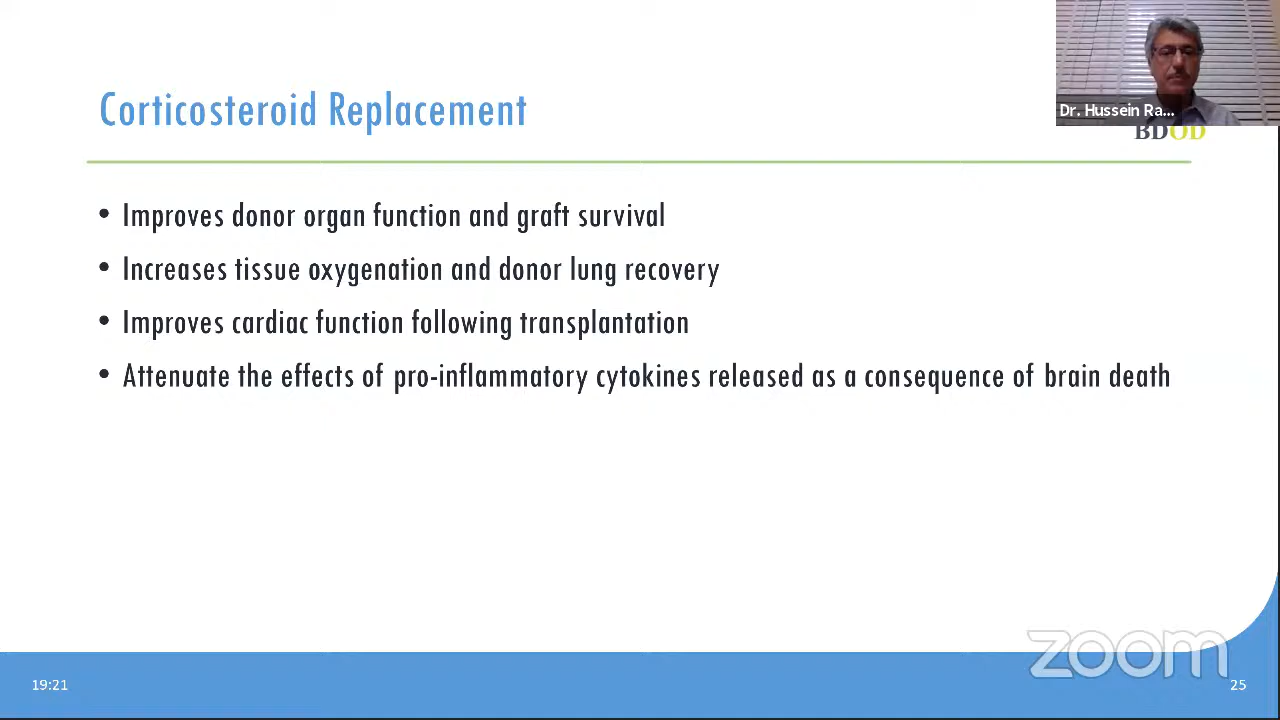 Dr. Hussein Ra...
Corticosteroid Replacement
BDOD
• Improves donor organ function and graft survival
• Increases tissue oxygenation and donor lung recovery
• Improves cardiac function following transplantation
• Attenuate the effects of pro-inflammatory cytokines released as a consequence of brain death
zoom
19:21
25